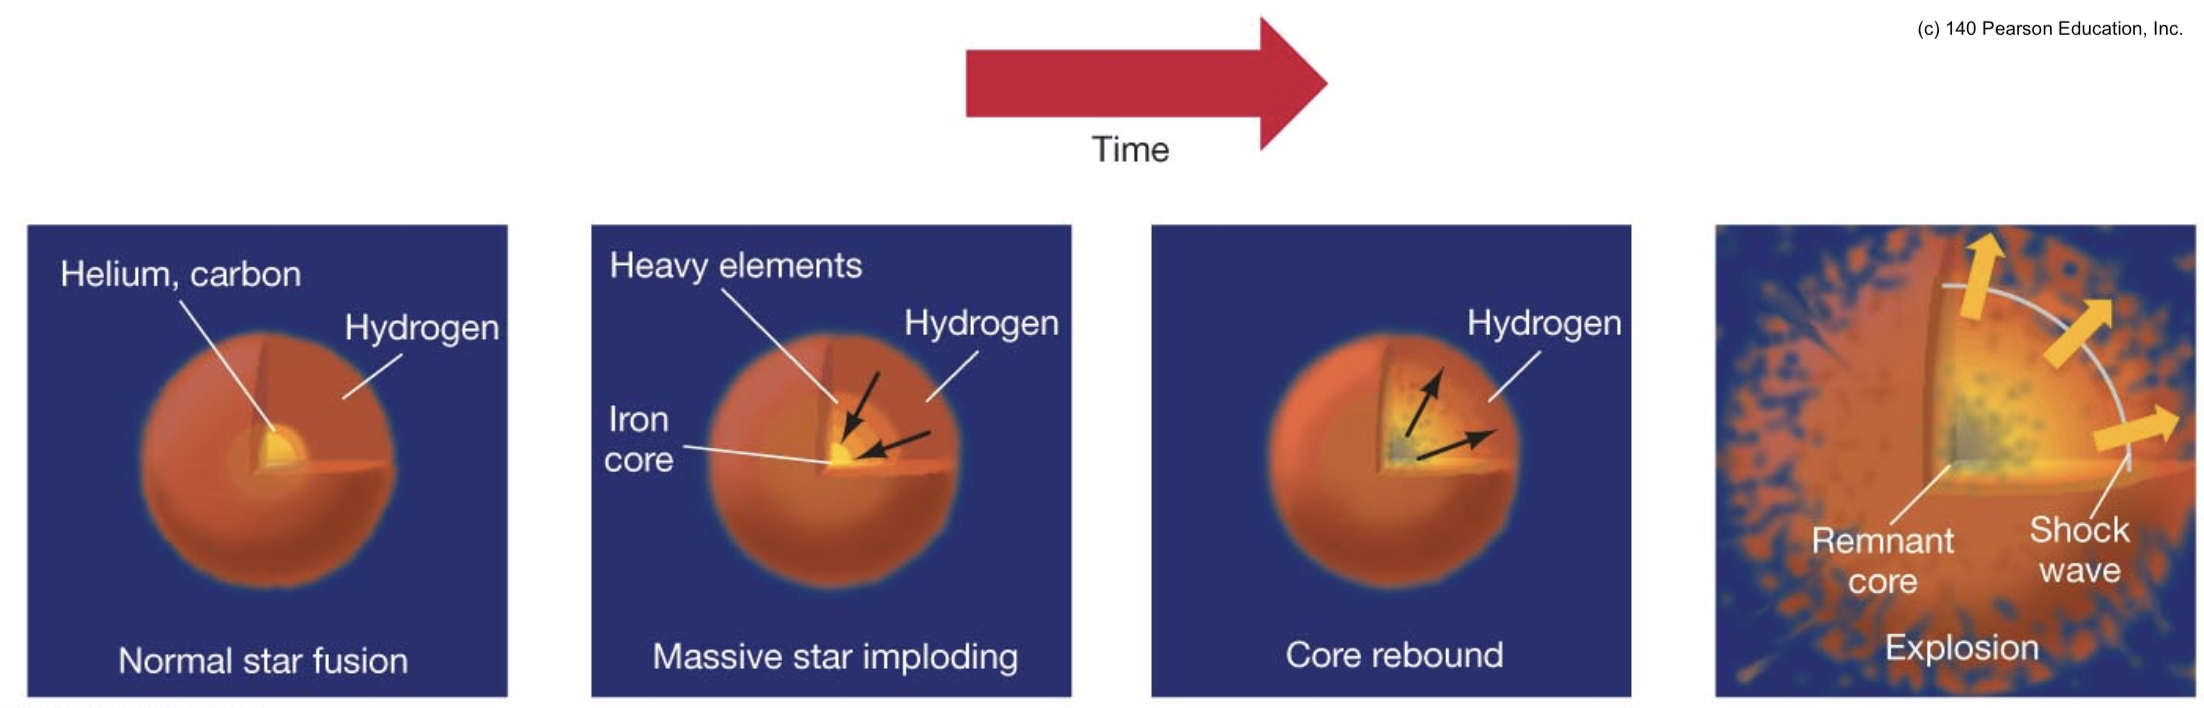 (c) 140 Pearson Education, Inc.
Time
Helium, carbon
Hydrogen
Normal star fusion
Heavy elements
Hydrogen
Iron
core
Massive star imploding
Hydrogen
Core rebound
Remnant
core
Shock
wave
Explosion